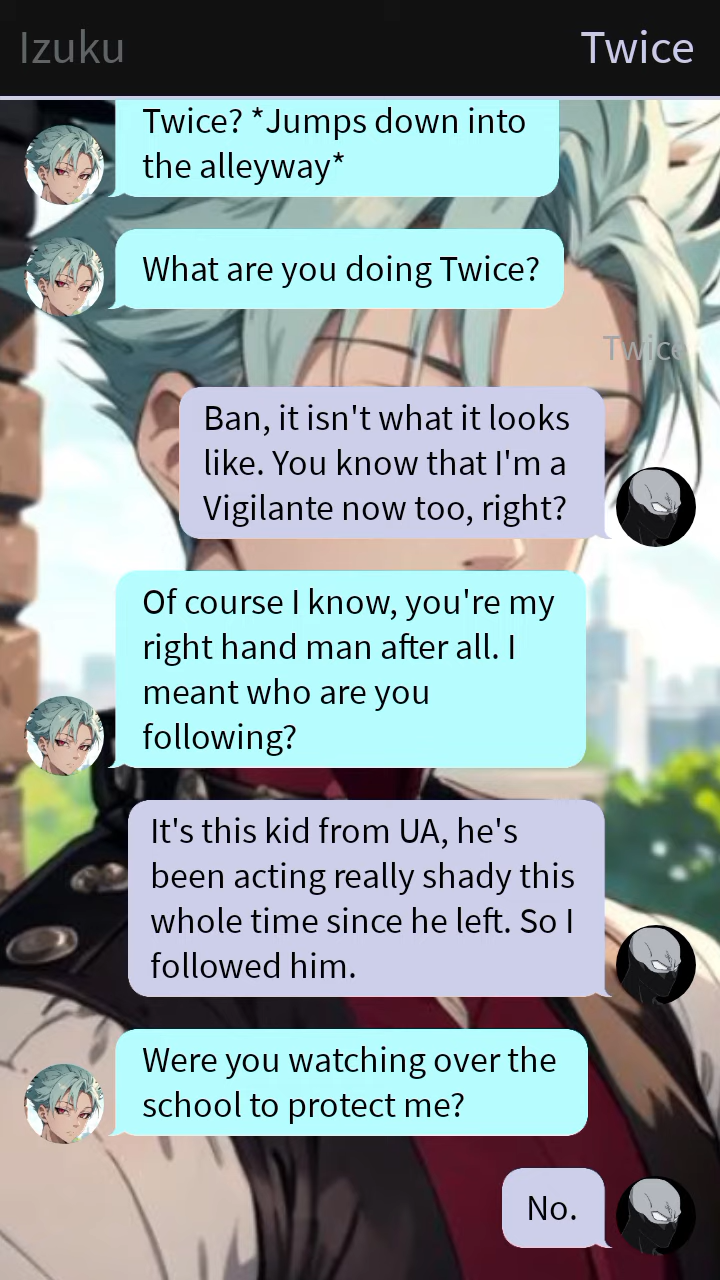 Izuku
Twice
Twice? *Jumps down into
the alleyway*
What are you doing Twice?
Twice
Ban, it isn't what it looks
like. You know that I'm a
Vigilante now too, right?
Of course I know, you're my
right hand man after all. I
meant who are you
following?
It's this kid from UA, he's
been acting really shady this
whole time since he left. So I
followed him.
Were you watching over the
school to protect me?
No.